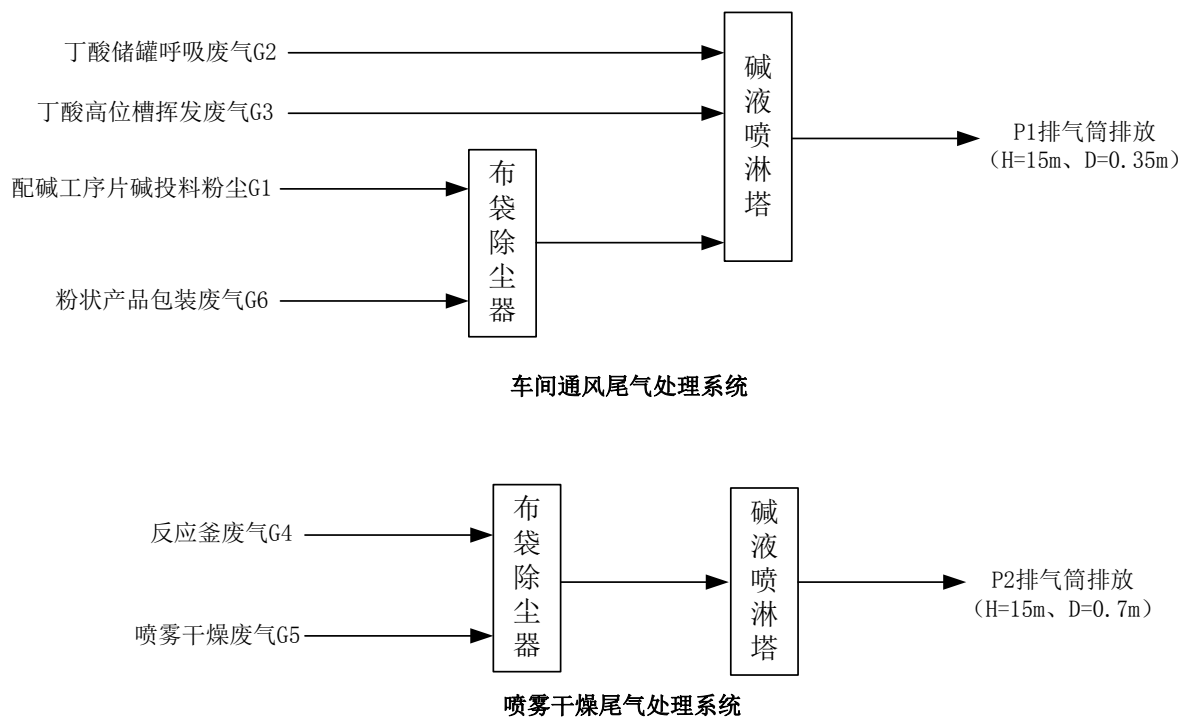 丁酸储罐呼吸废气G2
丁酸高位槽挥发废气G3
配碱工序片碱投料粉尘G1
粉状产品包装废气G6
布袋除尘器
碱液喷淋塔
P1排气筒排放
（H=15m、D=0.35m）
车间通风尾气处理系统
反应釜废气G4
喷雾干燥废气G5
布袋除尘器
碱液喷淋塔
P2排气筒排放
（H=15m、D=0.7m）
喷雾干燥尾气处理系统